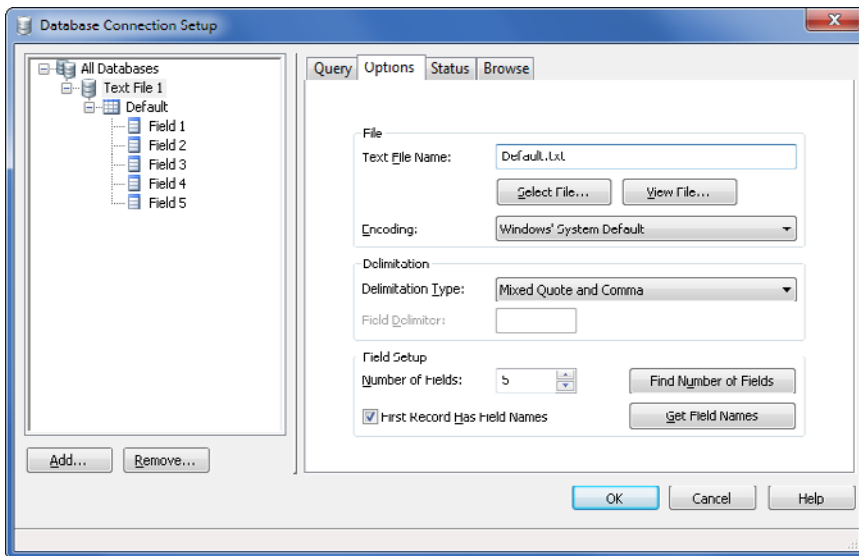 Database Connection Setup
All Databases
Text File 1
Default
Field 1
Field 2
Field 3
Field 4
Field 5
Add...
Remove...
Query Options Status Browse
File
Text File Name: Default.txt
Select File... View File...
Encoding: Windows' System Default
Delimitation
Delimitation Type: Mixed Quote and Comma
Field Delimiter:
Field Setup
Number of Fields: 5 Find Number of Fields
First Record Has Field Names Get Field Names
OK Cancel Help